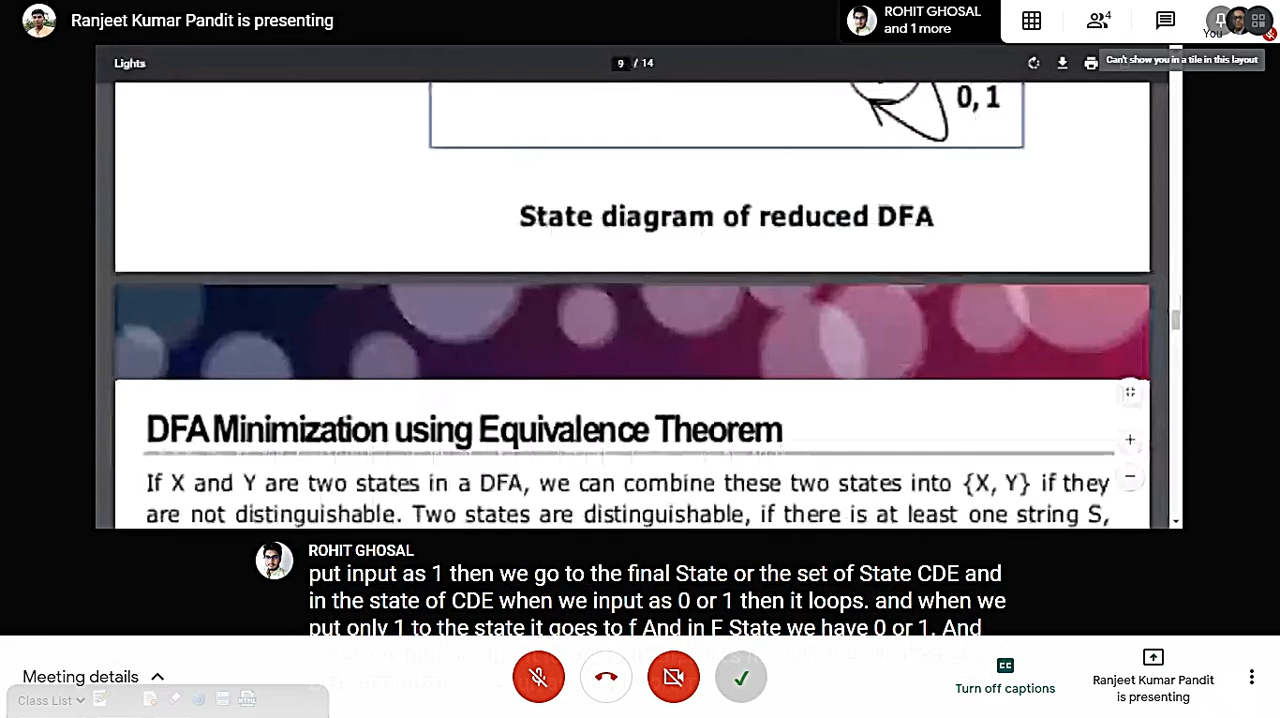 Ranjeet Kumar Pandit is presenting
ROHIT GHOSAL
and 1 more
4
You
Can't show you in a tile in this layout
Lights
9 / 14
0, 1
State diagram of reduced DFA
DFA Minimization using Equivalence Theorem
If X and Y are two states in a DFA, we can combine these two states into {X, Y} if they
are not distinguishable. Two states are distinguishable, if there is at least one string S,
ROHIT GHOSAL
put input as 1 then we go to the final State or the set of State CDE and
in the state of CDE when we input as 0 or 1 then it loops. and when we
put only 1 to the state it goes to f And in F State we have 0 or 1. And
Meeting details
Turn off captions
Ranjeet Kumar Pandit
is presenting
Class List